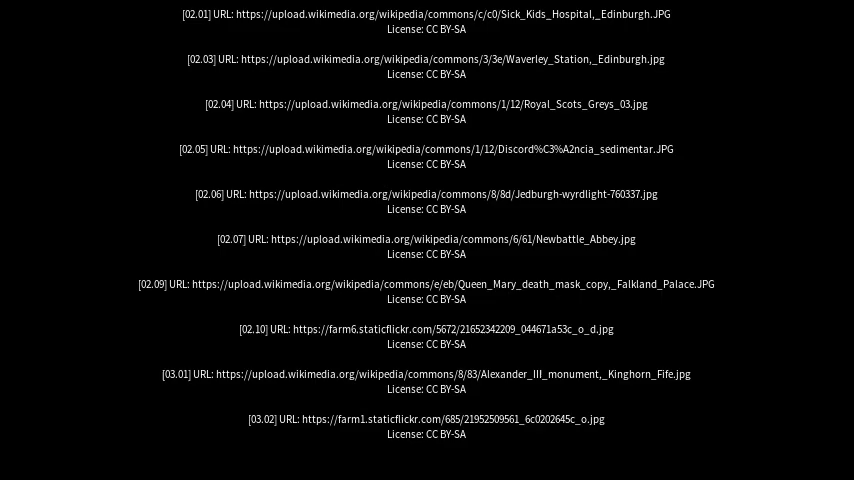 [02.01] URL: https://upload.wikimedia.org/wikipedia/commons/c/c0/Sick_Kids_Hospital,_Edinburgh.JPG
License: CC BY-SA
[02.03] URL: https://upload.wikimedia.org/wikipedia/commons/3/3e/Waverley_Station,_Edinburgh.jpg
License: CC BY-SA
[02.04] URL: https://upload.wikimedia.org/wikipedia/commons/1/12/Royal_Scots_Greys_03.jpg
License: CC BY-SA
[02.05] URL: https://upload.wikimedia.org/wikipedia/commons/1/12/Discord%C3%A2ncia_sedimentar.JPG
License: CC BY-SA
[02.06] URL: https://upload.wikimedia.org/wikipedia/commons/8/8d/Jedburgh-wyrdlight-760337.jpg
License: CC BY-SA
[02.07] URL: https://upload.wikimedia.org/wikipedia/commons/6/61/Newbattle_Abbey.jpg
License: CC BY-SA
[02.09] URL: https://upload.wikimedia.org/wikipedia/commons/e/eb/Queen_Mary_death_mask_copy,_Falkland_Palace.JPG
License: CC BY-SA
[02.10] URL: https://farm6.staticflickr.com/5672/21652342209_044671a53c_o_d.jpg
License: CC BY-SA
[03.01] URL: https://upload.wikimedia.org/wikipedia/commons/8/83/Alexander_III_monument,_Kinghorn_Fife.jpg
License: CC BY-SA
[03.02] URL: https://farm1.staticflickr.com/685/21952509561_6c0202645c_o.jpg
License: CC BY-SA